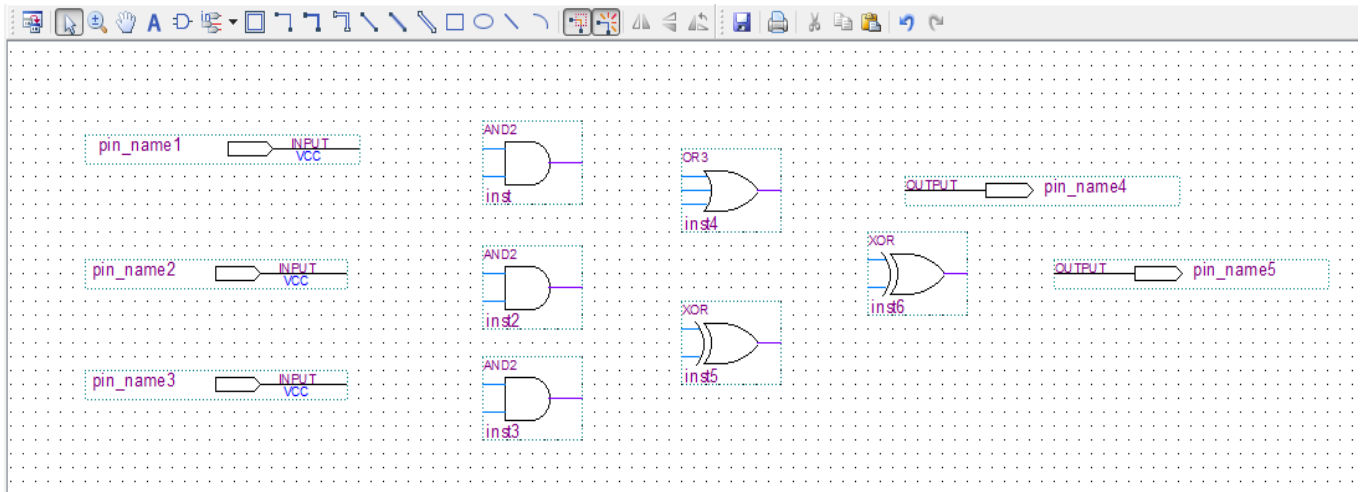 A
pin_name1
INPUT
VCC
AND2
inst
OR3
inst4
OUTPUT
pin_name4
pin_name2
INPUT
VCC
AND2
inst2
XOR
inst6
OUTPUT
pin_name5
XOR
inst5
pin_name3
INPUT
VCC
AND2
inst3